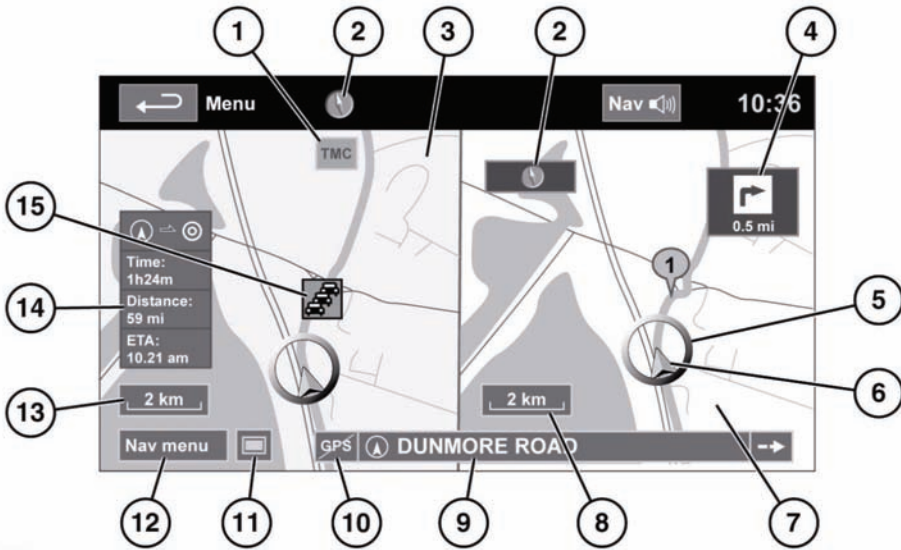 1 2 3 2 4
Menu Nav 10:36
TMC
0.5 mi
15
Time:
1h24m
1
14
Distance:
59 mi
5
ETA:
10.21 am
6
13
2 km 2 km
Nav menu GPS DUNMORE ROAD
12 11 10 9 8 7